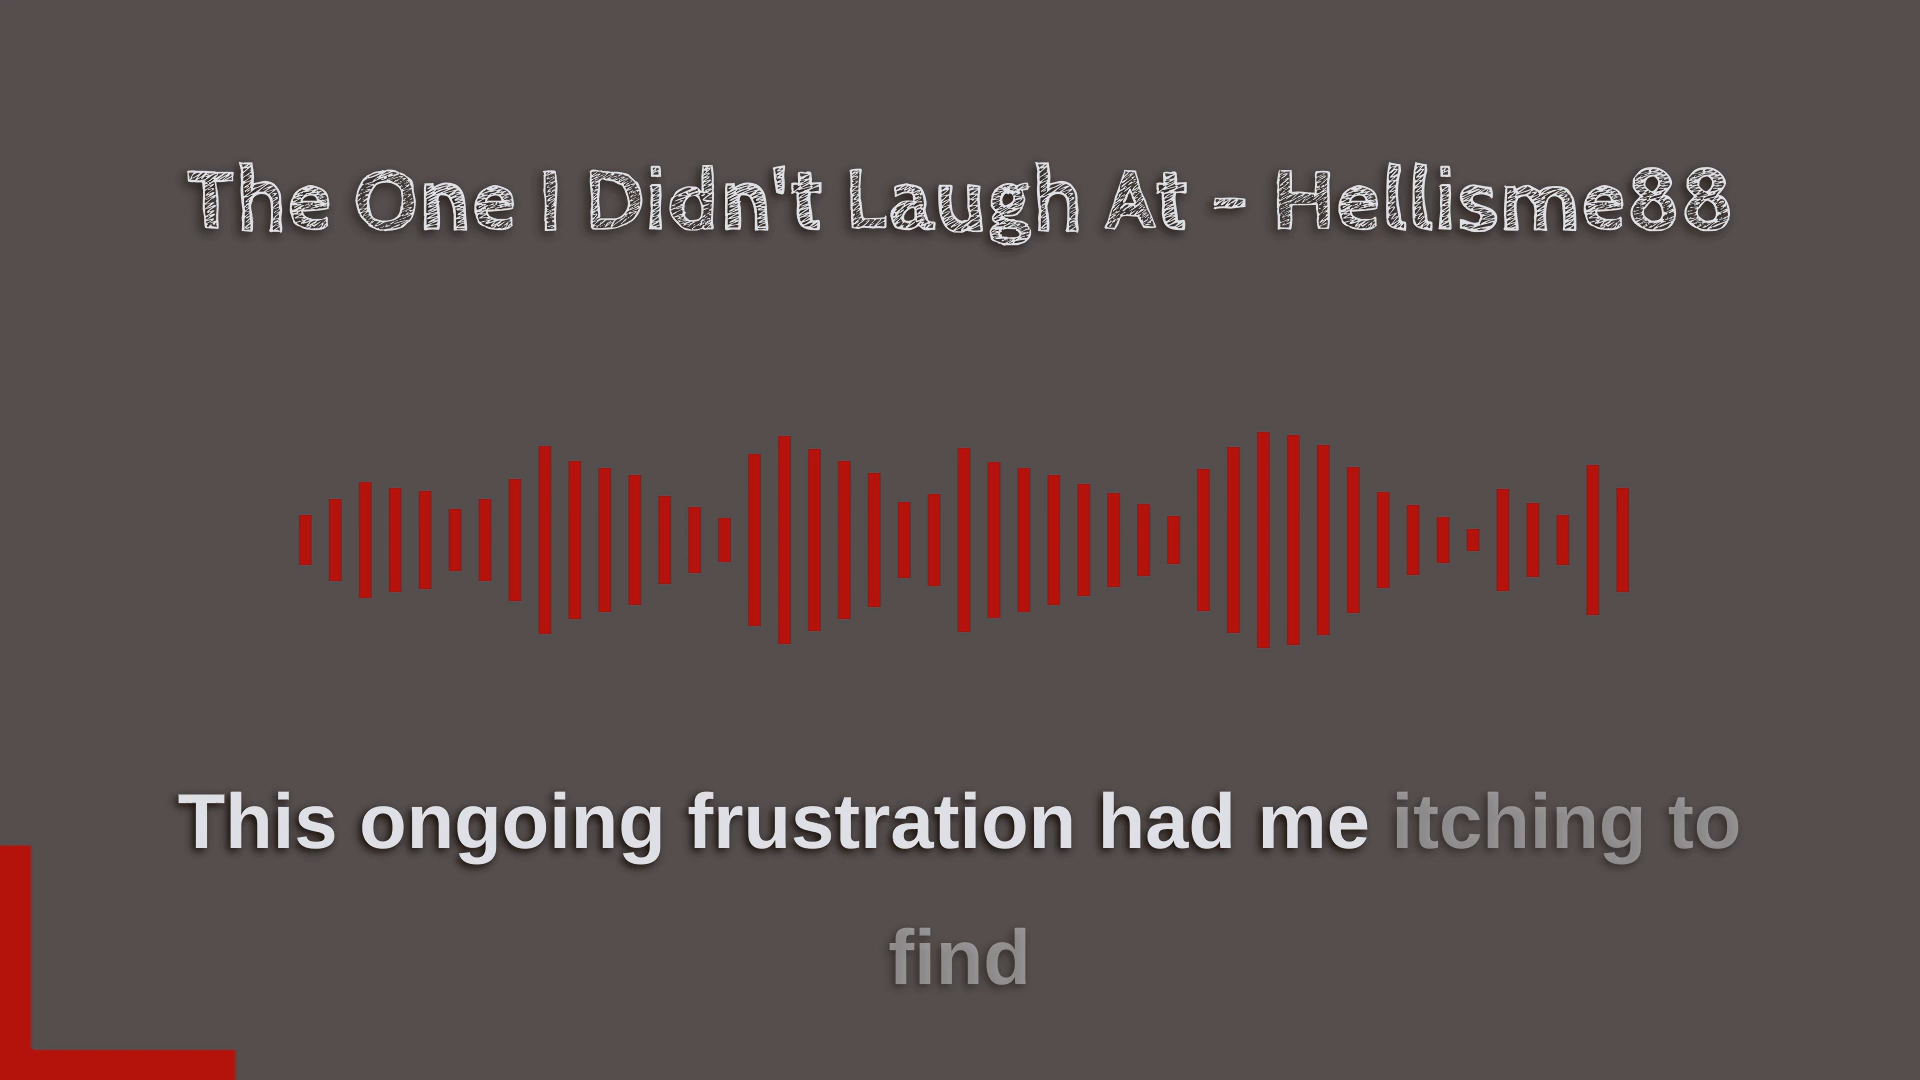 The One I Didn't Laugh At - Hellisme88
This ongoing frustration had me itching to
find